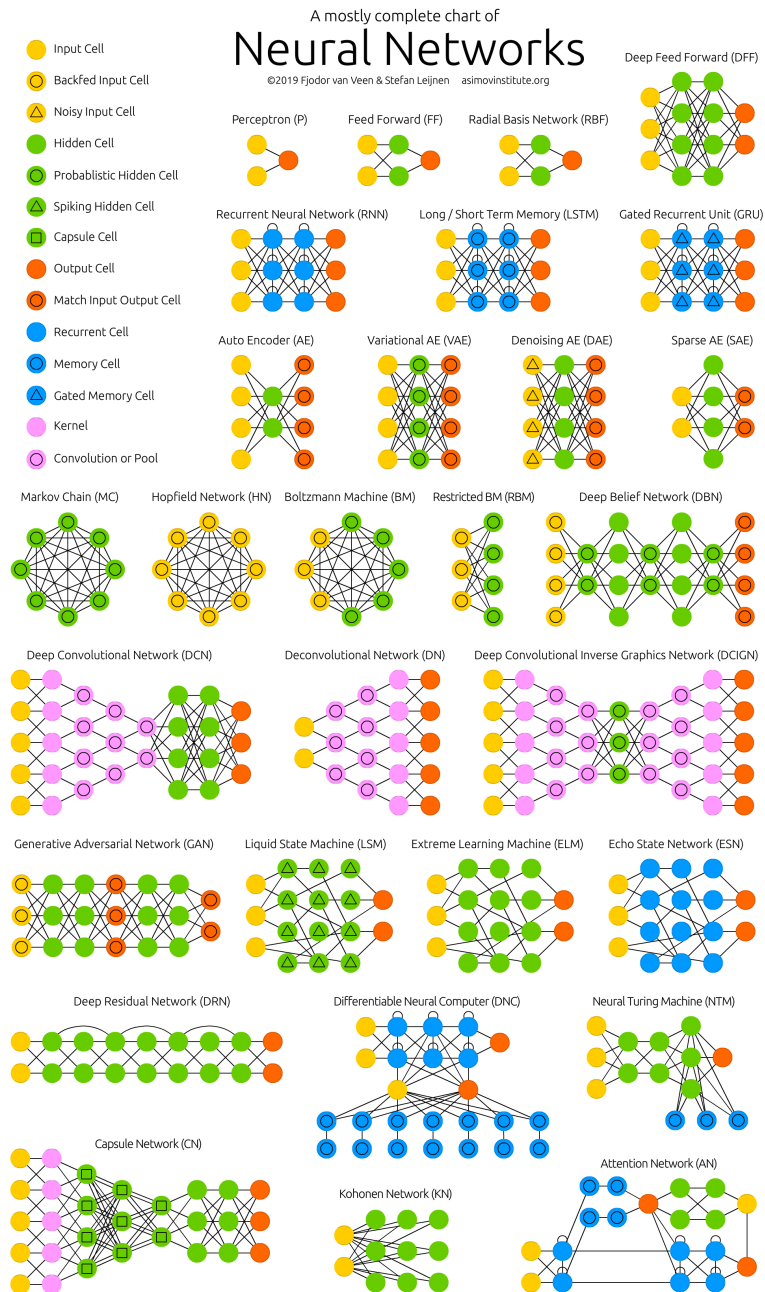 A mostly complete chart of
Neural Networks
©2019 Fjodor van Veen & Stefan Leijnen asimovinstitute.org
Input Cell
Backfed Input Cell
Noisy Input Cell
Hidden Cell
Probablistic Hidden Cell
Spiking Hidden Cell
Capsule Cell
Output Cell
Match Input Output Cell
Recurrent Cell
Memory Cell
Gated Memory Cell
Kernel
Convolution or Pool
Deep Feed Forward (DFF)
Perceptron (P)
Feed Forward (FF)
Radial Basis Network (RBF)
Recurrent Neural Network (RNN)
Long / Short Term Memory (LSTM)
Gated Recurrent Unit (GRU)
Auto Encoder (AE)
Variational AE (VAE)
Denoising AE (DAE)
Sparse AE (SAE)
Markov Chain (MC)
Hopfield Network (HN)
Boltzmann Machine (BM)
Restricted BM (RBM)
Deep Belief Network (DBN)
Deep Convolutional Network (DCN)
Deconvolutional Network (DN)
Deep Convolutional Inverse Graphics Network (DCIGN)
Generative Adversarial Network (GAN)
Liquid State Machine (LSM)
Extreme Learning Machine (ELM)
Echo State Network (ESN)
Deep Residual Network (DRN)
Differentiable Neural Computer (DNC)
Neural Turing Machine (NTM)
Capsule Network (CN)
Kohonen Network (KN)
Attention Network (AN)